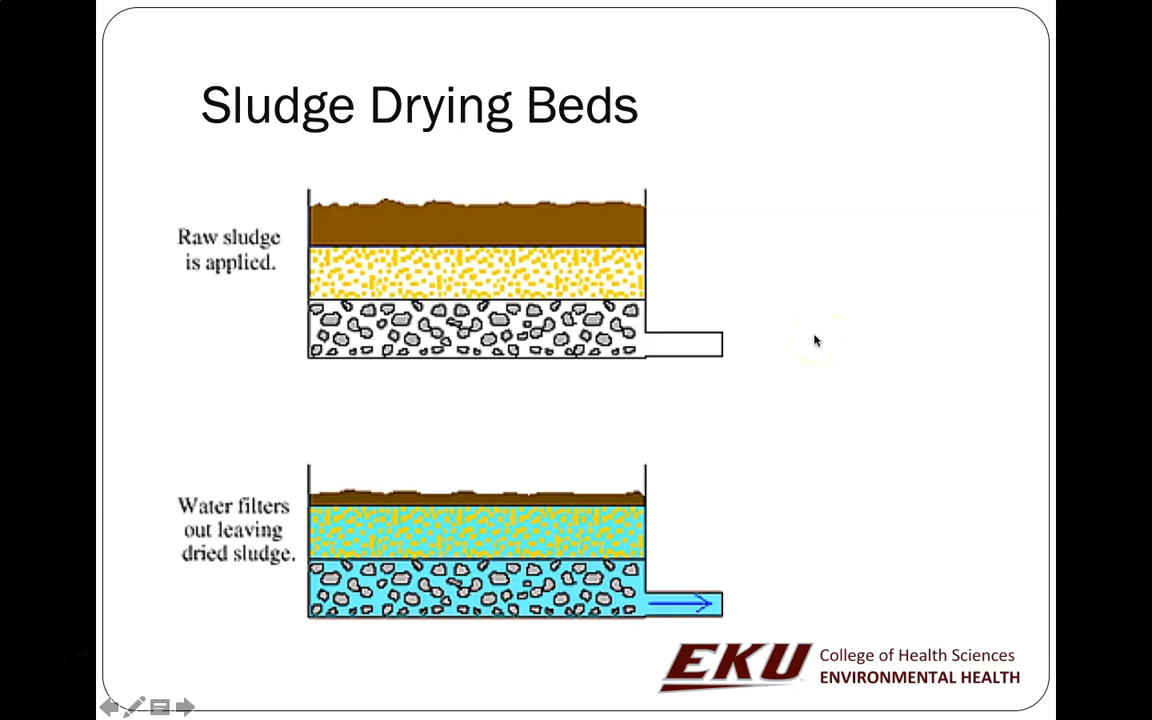 Sludge Drying Beds
Raw sludge
is applied.
Water filters
out leaving
dried sludge.
EKU
College of Health Sciences
ENVIRONMENTAL HEALTH